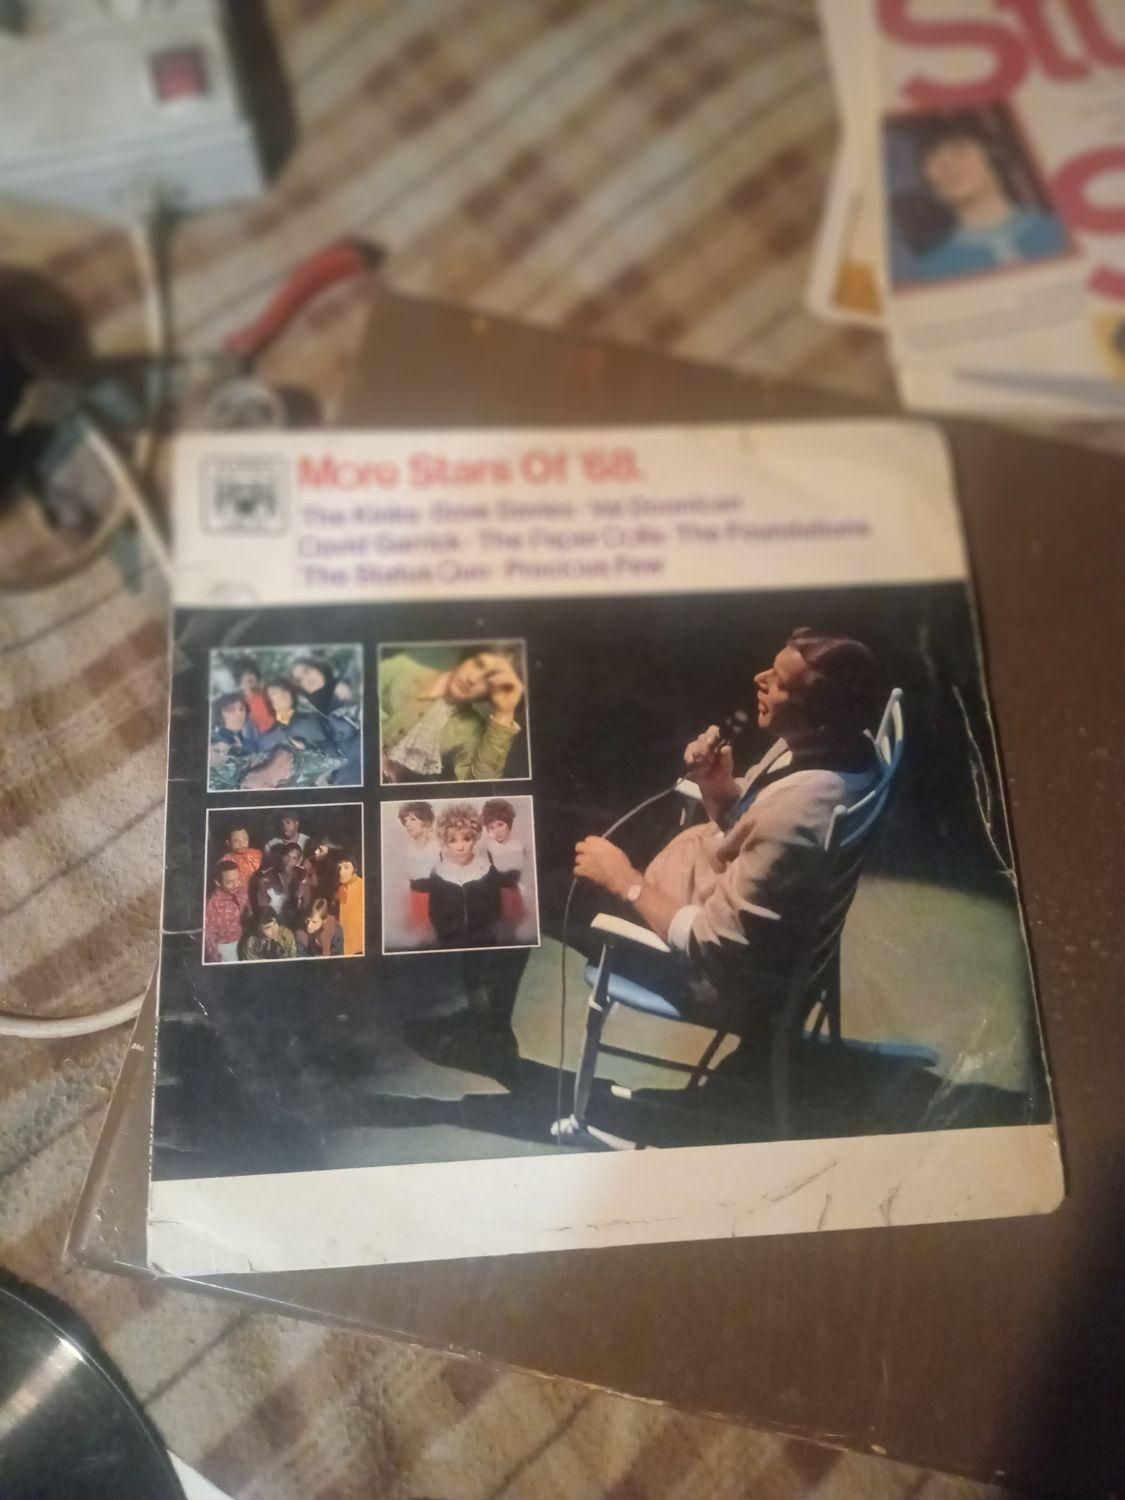 More Stars Of '68.
The Kinks · Dave Davies · Val Doonican
David Garrick · The Paper Dolls · The Foundations
The Status Quo · Precious Few